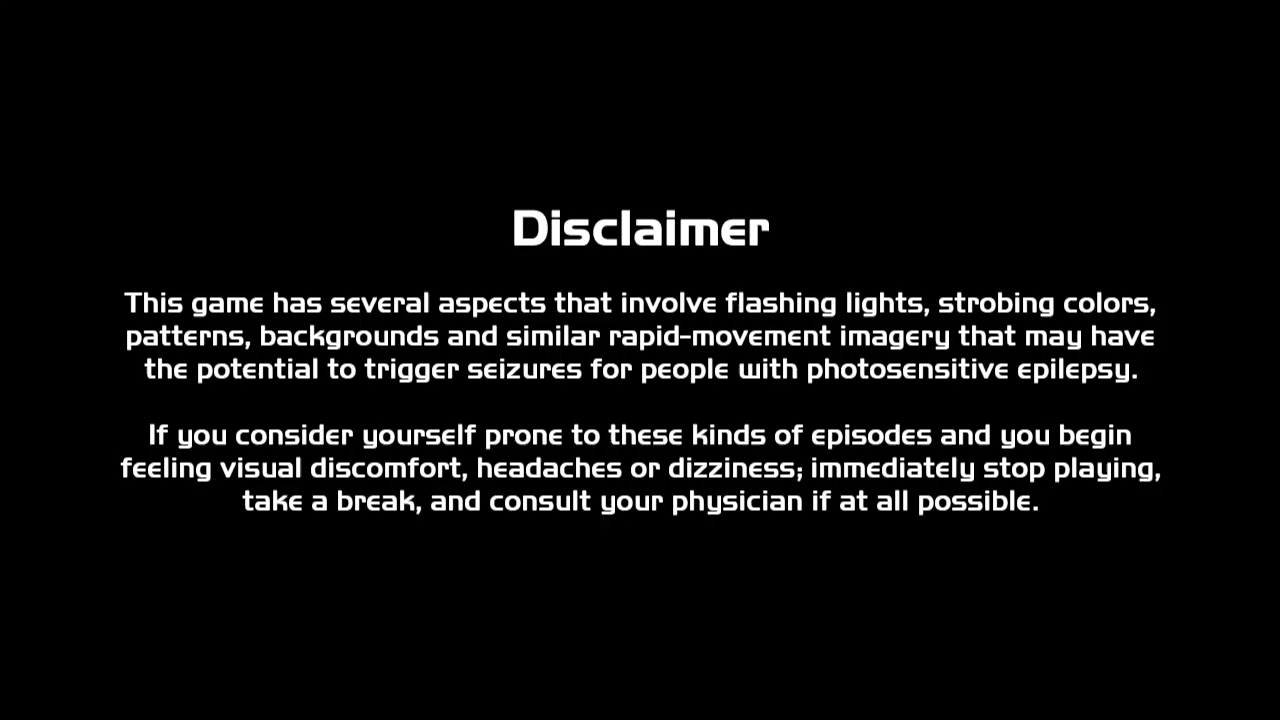 Disclaimer
This game has several aspects that involve flashing lights, strobing colors,
patterns, backgrounds and similar rapid-movement imagery that may have
the potential to trigger seizures for people with photosensitive epilepsy.
If you consider yourself prone to these kinds of episodes and you begin
feeling visual discomfort, headaches or dizziness; immediately stop playing,
take a break, and consult your physician if at all possible.